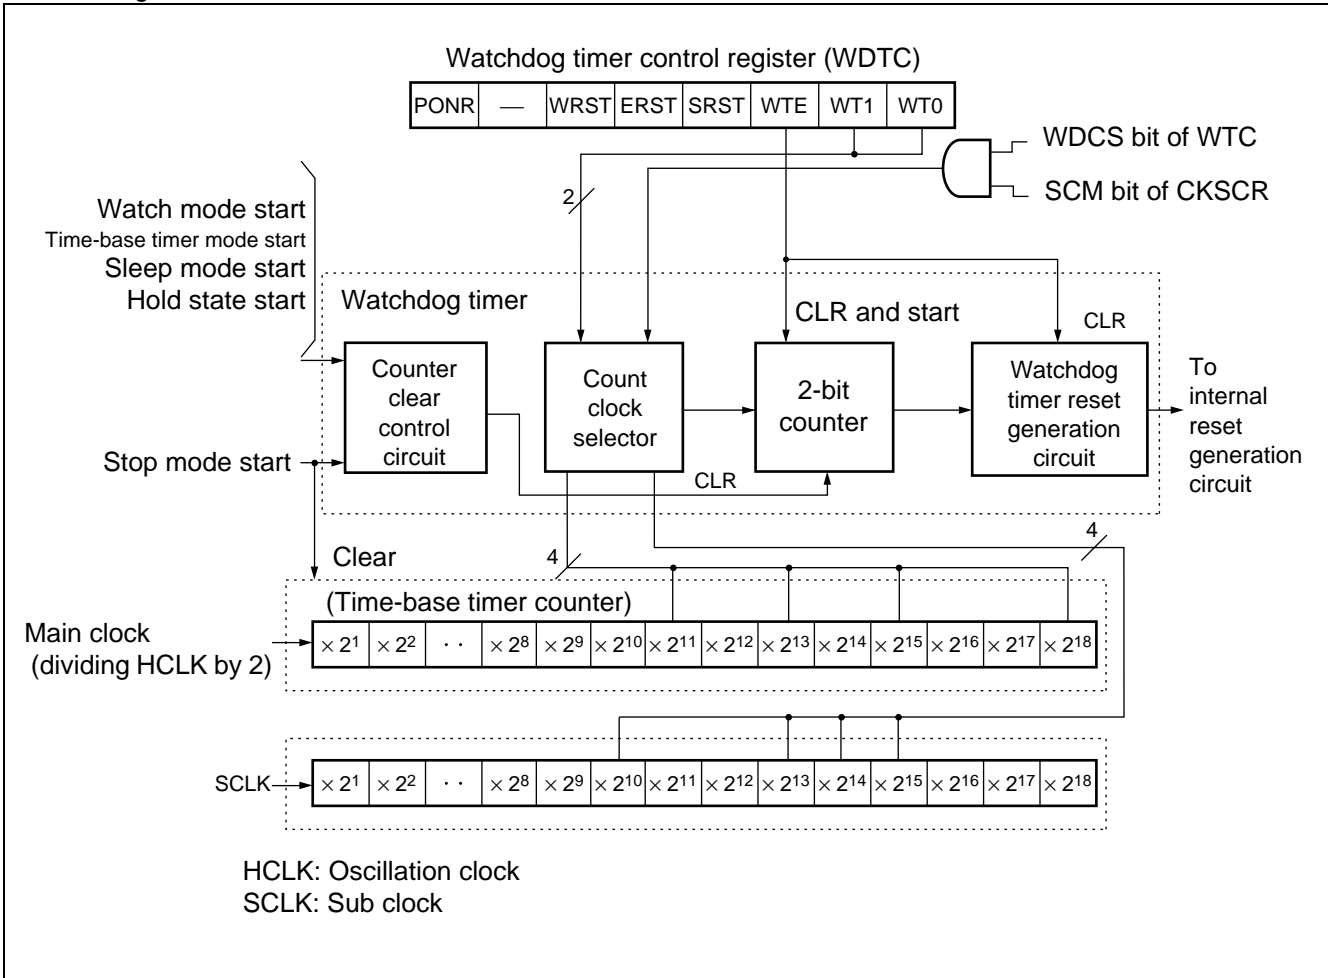 Watchdog timer control register (WDTC)
PONR — WRST ERST SRST WTE WT1 WT0
WDCS bit of WTC
SCM bit of CKSCR
2
Watch mode start
Time-base timer mode start
Sleep mode start
Hold state start
Watchdog timer
CLR and start
CLR
Counter
clear
control
circuit
Count
clock
selector
2-bit
counter
Watchdog
timer reset
generation
circuit
To
internal
reset
generation
circuit
Stop mode start
CLR
4
4
Clear
(Time-base timer counter)
Main clock
(dividing HCLK by 2)
× 2¹ × 2² ·· × 2⁸ × 2⁹ × 2¹⁰ × 2¹¹ × 2¹² × 2¹³ × 2¹⁴ × 2¹⁵ × 2¹⁶ × 2¹⁷ × 2¹⁸
SCLK
× 2¹ × 2² ·· × 2⁸ × 2⁹ × 2¹⁰ × 2¹¹ × 2¹² × 2¹³ × 2¹⁴ × 2¹⁵ × 2¹⁶ × 2¹⁷ × 2¹⁸
HCLK: Oscillation clock
SCLK: Sub clock